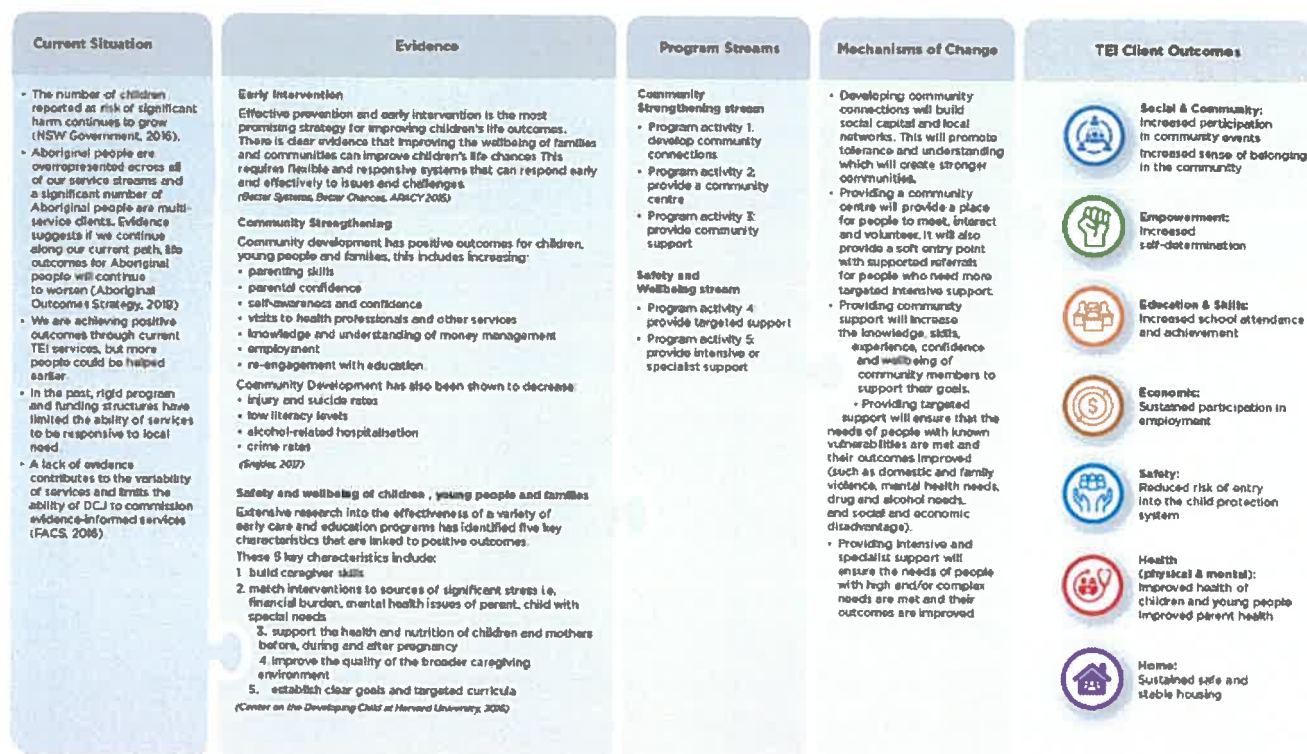 Current Situation
• The number of children
reported at risk of significant
harm continues to grow
(NSW Government, 2016).
• Aboriginal people are
overrepresented across all
of our service streams and
a significant number of
Aboriginal people are multi-
service clients. Evidence
suggests if we continue
along our current path, life
outcomes for Aboriginal
people will continue
to worsen (Aboriginal
Outcomes Strategy, 2018)
• We are achieving positive
outcomes through current
TEI services, but more
people could be helped
earlier.
• In the past, rigid program
and funding structures have
limited the ability of services
to be responsive to local
need
• A lack of evidence
contributes to the variability
of services and limits the
ability of DCJ to commission
evidence-informed services
(FACS, 2016)
Evidence
Early Intervention
Effective prevention and early intervention is the most
promising strategy for improving children's life outcomes.
There is clear evidence that improving the wellbeing of families
and communities can improve children's life chances This
requires flexible and responsive systems that can respond early
and effectively to issues and challenges.
(Better Systems, Better Chances, ARACY 2015)
Community Strengthening
Community development has positive outcomes for children,
young people and families, this includes increasing:
• parenting skills
• parental confidence
• self-awareness and confidence
• visits to health professionals and other services
• knowledge and understanding of money management
• employment
• re-engagement with education
Community Development has also been shown to decrease:
• injury and suicide rates
• low literacy levels
• alcohol-related hospitalisation
• crime rates
(Snijder, 2017)
Safety and wellbeing of children , young people and families
Extensive research into the effectiveness of a variety of
early care and education programs has identified five key
characteristics that are linked to positive outcomes
These 5 key characteristics include:
1 build caregiver skills
2. match interventions to sources of significant stress i.e.
financial burden, mental health issues of parent, child with
special needs
3. support the health and nutrition of children and mothers
before, during and after pregnancy
4 improve the quality of the broader caregiving
environment
5. establish clear goals and targeted curricula
(Center on the Developing Child at Harvard University, 2016)
Program Streams
Community
Strengthening stream
• Program activity 1:
develop community
connections
• Program activity 2:
provide a community
centre
• Program activity 3:
provide community
support
Safety and
Wellbeing stream
• Program activity 4:
provide targeted support
• Program activity 5:
provide intensive or
specialist support
Mechanisms of Change
• Developing community
connections will build
social capital and local
networks. This will promote
tolerance and understanding
which will create stronger
communities.
• Providing a community
centre will provide a place
for people to meet, interact
and volunteer. It will also
provide a soft entry point
with supported referrals
for people who need more
targeted intensive support
• Providing community
support will increase
the knowledge, skills,
experience, confidence
and wellbeing of
community members to
support their goals.
• Providing targeted
support will ensure that the
needs of people with known
vulnerabilities are met and
their outcomes improved
(such as domestic and family
violence, mental health needs,
drug and alcohol needs,
and social and economic
disadvantage).
• Providing intensive and
specialist support will
ensure the needs of people
with high and/or complex
needs are met and their
outcomes are improved
TEI Client Outcomes
Social & Community:
Increased participation
in community events
Increased sense of belonging
in the community
Empowerment:
Increased
self-determination
Education & Skills:
Increased school attendance
and achievement
Economic:
Sustained participation in
employment
Safety:
Reduced risk of entry
into the child protection
system
Health
(physical & mental):
Improved health of
children and young people
Improved parent health
Home:
Sustained safe and
stable housing